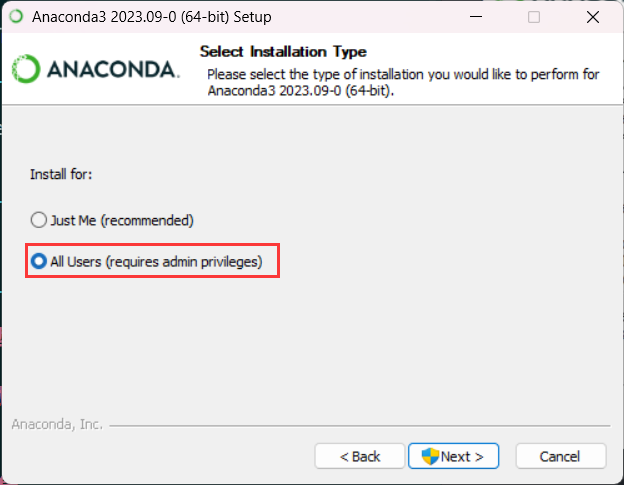 Anaconda3 2023.09-0 (64-bit) Setup
ANACONDA.
Select Installation Type
Please select the type of installation you would like to perform for
Anaconda3 2023.09-0 (64-bit).
Install for:
Just Me (recommended)
All Users (requires admin privileges)
Anaconda, Inc.
< Back
Next >
Cancel